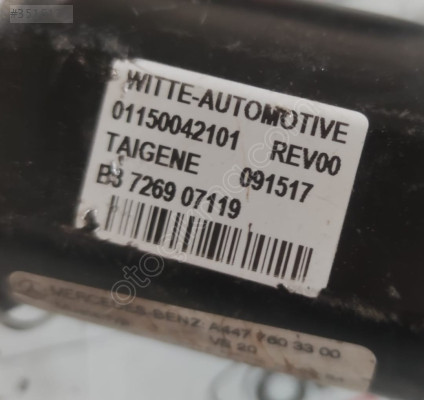 WITTE-AUTOMOTIVE
01150042101 REV00
TAIGENE 091517
B3 7269 07119
MERCEDES-BENZ A447 760 33 00